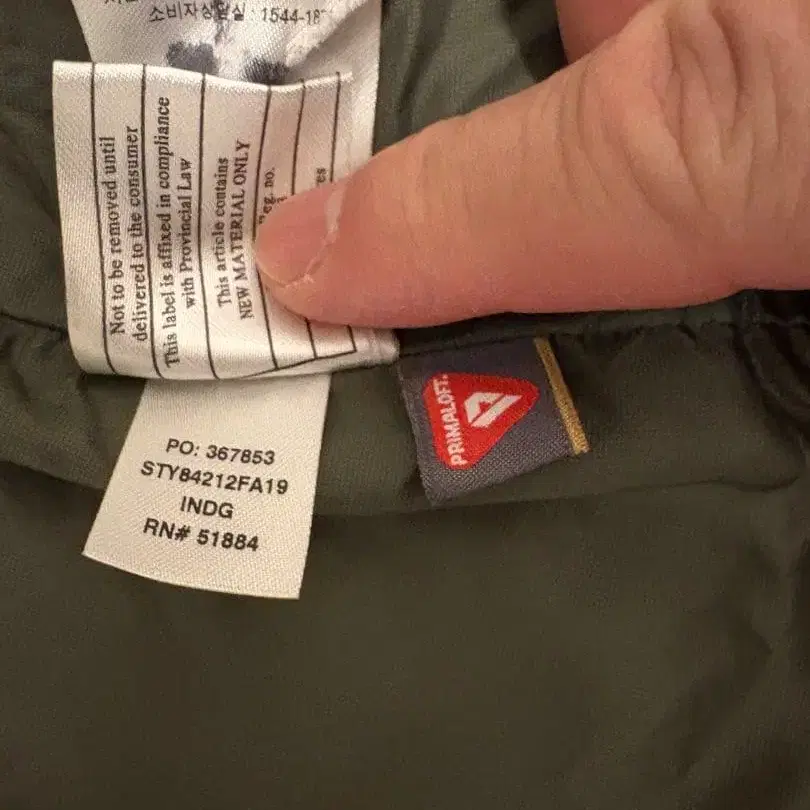 소비자상담실 : 1544-18
Not to be removed until
delivered to the consumer
This label is affixed in compliance
with Provincial Law
This article contains
NEW MATERIAL ONLY
no.
PRIMALOFT.
PO: 367853
STY84212FA19
INDG
RN# 51884